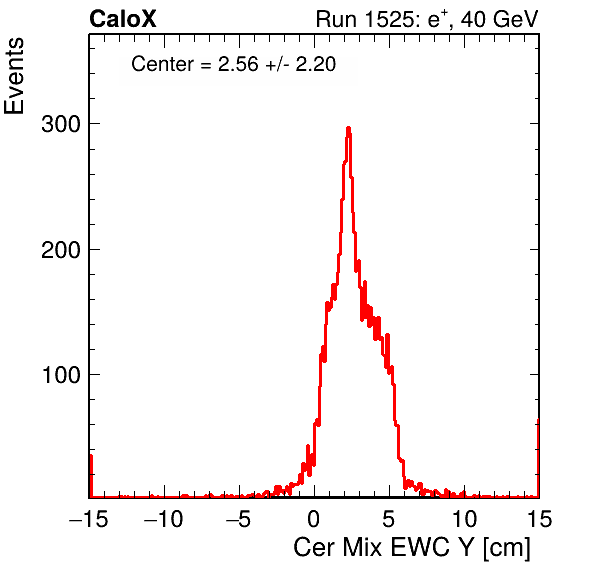 CaloX Run 1525: e⁺, 40 GeV
Center = 2.56 +/- 2.20
Events
300
200
100
−15 −10 −5 0 5 10 15
Cer Mix EWC Y [cm]